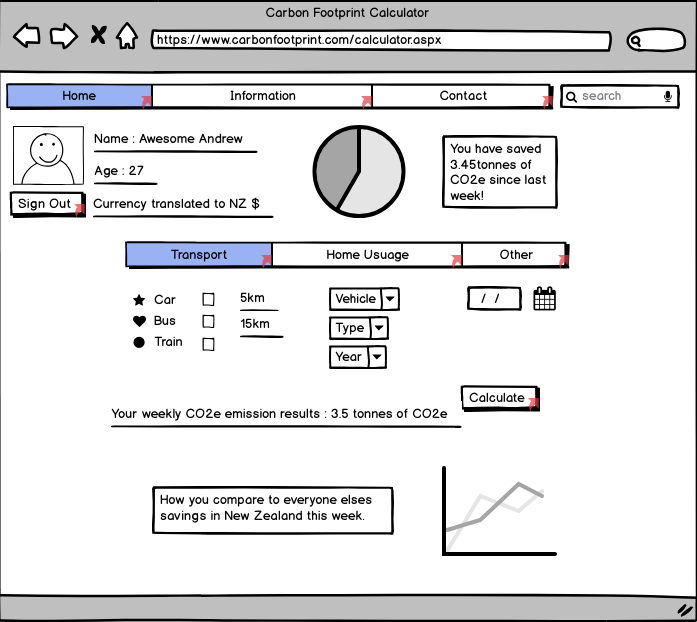 Carbon Footprint Calculator
https://www.carbonfootprint.com/calculator.aspx
Home Information Contact search
Name : Awesome Andrew
Age : 27
Sign Out Currency translated to NZ $
You have saved
3.45tonnes of
CO2e since last
week!
Transport Home Usuage Other
Car 5km Vehicle / /
Bus 15km Type
Train Year
Calculate
Your weekly CO2e emission results : 3.5 tonnes of CO2e
How you compare to everyone elses
savings in New Zealand this week.